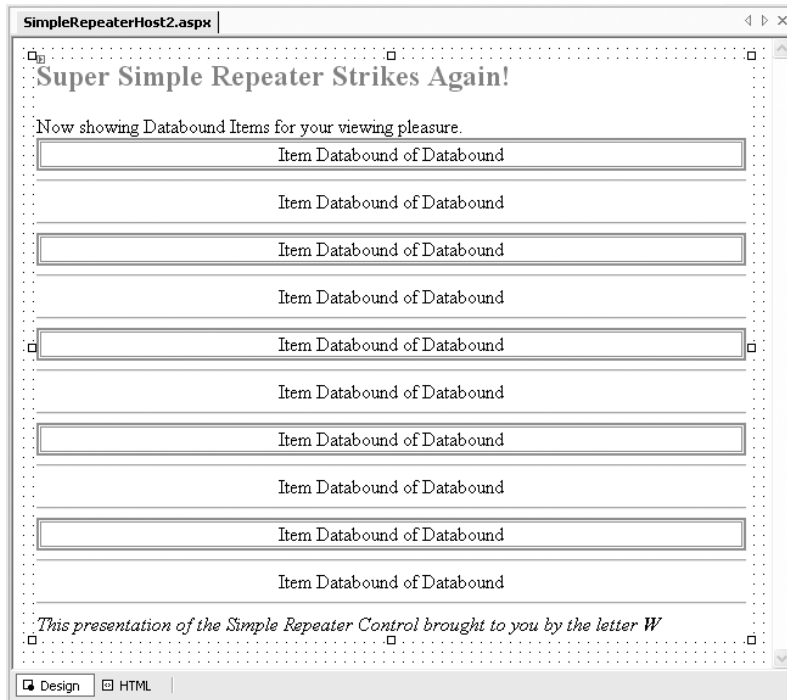 SimpleRepeaterHost2.aspx
Super Simple Repeater Strikes Again!
Now showing Databound Items for your viewing pleasure.
Item Databound of Databound
Item Databound of Databound
Item Databound of Databound
Item Databound of Databound
Item Databound of Databound
Item Databound of Databound
Item Databound of Databound
Item Databound of Databound
Item Databound of Databound
Item Databound of Databound
This presentation of the Simple Repeater Control brought to you by the letter W
Design HTML